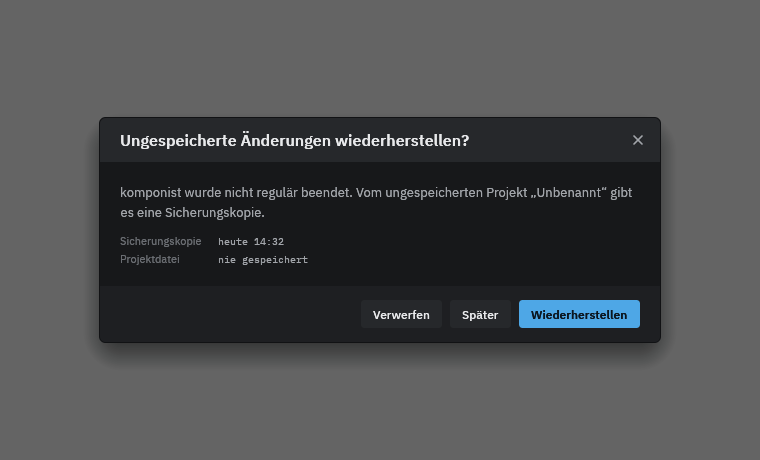 Ungespeicherte Änderungen wiederherstellen?
komponist wurde nicht regulär beendet. Vom ungespeicherten Projekt „Unbenannt“ gibt
es eine Sicherungskopie.
Sicherungskopie heute 14:32
Projektdatei nie gespeichert
Verwerfen Später Wiederherstellen